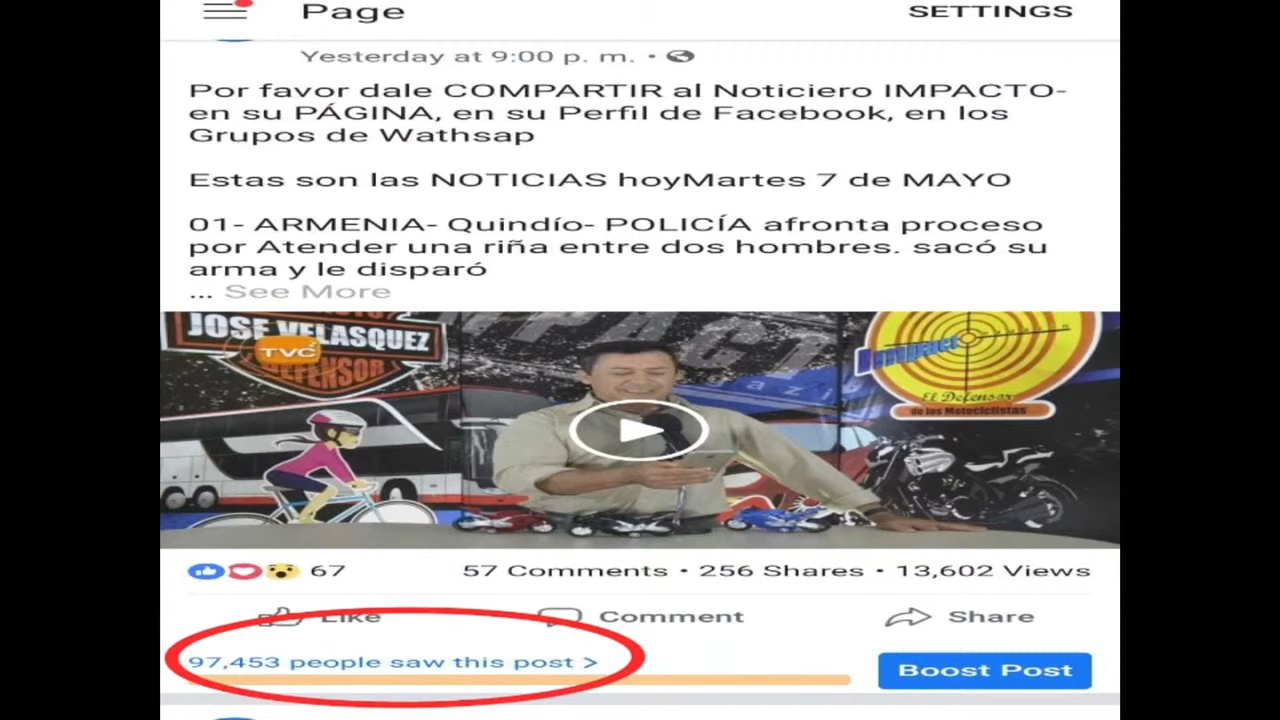 Page
SETTINGS
Yesterday at 9:00 p. m. •
Por favor dale COMPARTIR al Noticiero IMPACTO-
en su PÁGINA, en su Perfil de Facebook, en los
Grupos de Wathsap
Estas son las NOTICIAS hoyMartes 7 de MAYO
01- ARMENIA- Quindío- POLICÍA afronta proceso
por Atender una riña entre dos hombres. sacó su
arma y le disparó
... See More
JOSE VELASQUEZ
TVC
DEFENSOR
El Defensor
de los Motociclistas
67
57 Comments • 256 Shares • 13,602 Views
Like
Comment
Share
97,453 people saw this post >
Boost Post